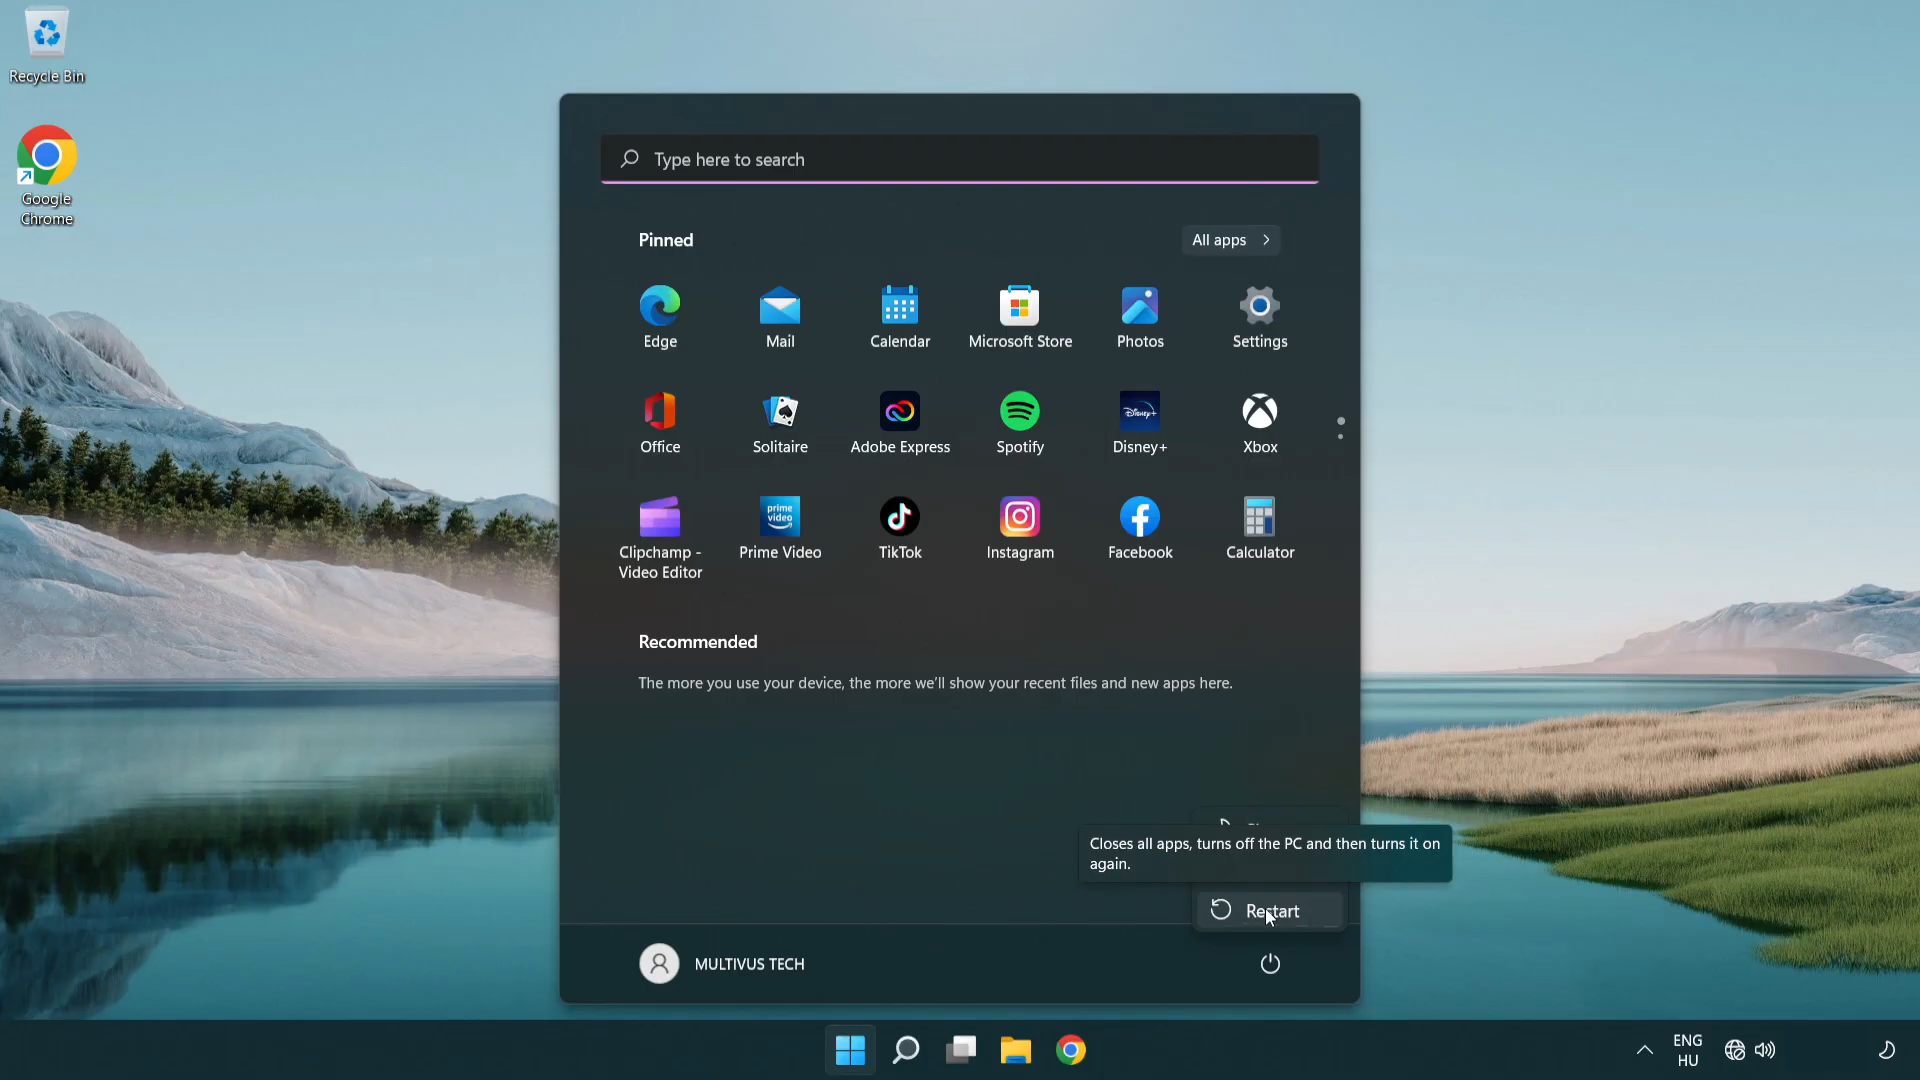 Recycle Bin
Google
Chrome
Type here to search
Pinned
All apps
Edge
Mail
Calendar
Microsoft Store
Photos
Settings
Office
Solitaire
Adobe Express
Spotify
Disney+
Disney+
Xbox
prime
video
Clipchamp -
Video Editor
Prime Video
TikTok
Instagram
Facebook
Calculator
Recommended
The more you use your device, the more we'll show your recent files and new apps here.
Closes all apps, turns off the PC and then turns it on
again.
Restart
MULTIVUS TECH
ENG
HU